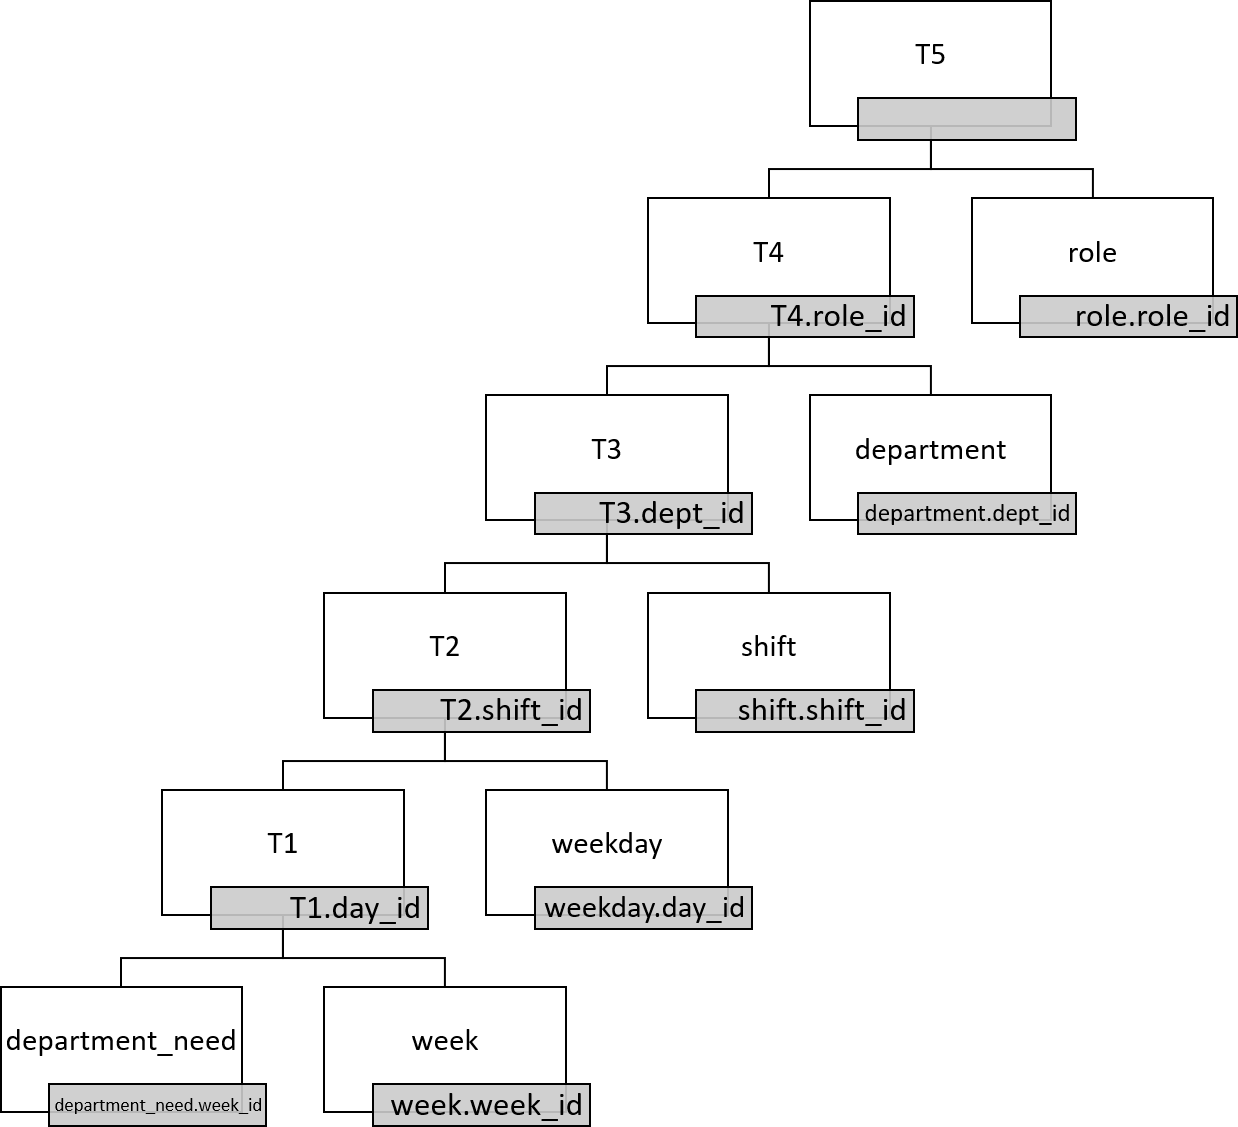 T5
T4
role
T4.role_id
role.role_id
T3
department
T3.dept_id
department.dept_id
T2
shift
T2.shift_id
shift.shift_id
T1
weekday
T1.day_id
weekday.day_id
department_need
week
department_need.week_id
week.week_id